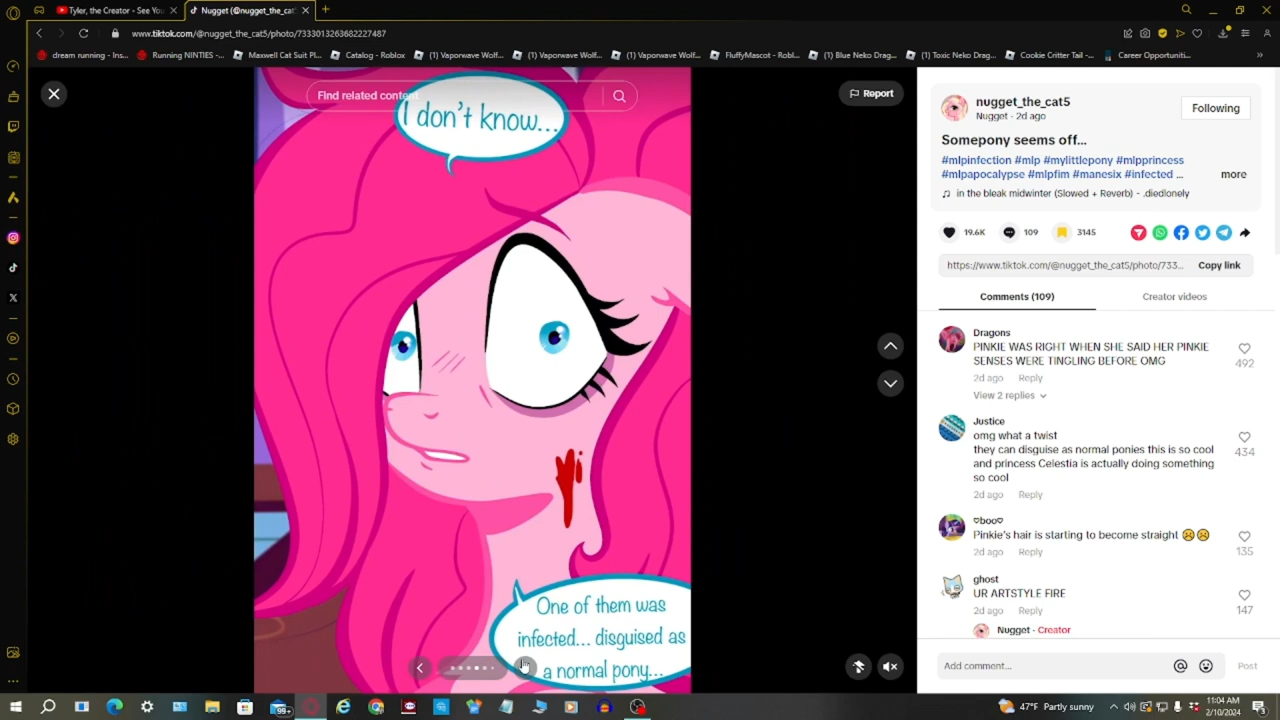 Tyler, the Creator - See You
Nugget (@nugget_the_cat5
www.tiktok.com/@nugget_the_cat5/photo/7333013263682227487
dream running - Ins...
Running NINTIES -...
Maxwell Cat Suit Pl...
Catalog - Roblox
(1) Vaporwave Wolf...
(1) Vaporwave Wolf...
(1) Vaporwave Wolf...
FluffyMascot - Robl...
(1) Blue Neko Drag...
(1) Toxic Neko Drag...
Cookie Critter Tail -...
Career Opportuniti...
Find related content
Report
I don't know...
One of them was
infected... disguised as
a normal pony...
nugget_the_cat5
Nugget · 2d ago
Following
Somepony seems off...
#mlpinfection #mlp #mylittlepony #mlpprincess
#mlpapocalypse #mlpfim #manesix #infected ...
more
in the bleak midwinter (Slowed + Reverb) - .diedlonely
19.6K
109
3145
https://www.tiktok.com/@nugget_the_cat5/photo/733...
Copy link
Comments (109)
Creator videos
Dragons
PINKIE WAS RIGHT WHEN SHE SAID HER PINKIE
SENSES WERE TINGLING BEFORE OMG
492
2d ago Reply
View 2 replies
Justice
omg what a twist
they can disguise as normal ponies this is so cool
and princess Celestia is actually doing something
so cool
434
2d ago Reply
♡boo♡
Pinkie's hair is starting to become straight 😢😢
135
2d ago Reply
ghost
UR ARTSTYLE FIRE
147
2d ago Reply
Nugget · Creator
Add comment...
Post
99+
47°F Partly sunny
11:04 AM
2/10/2024
3